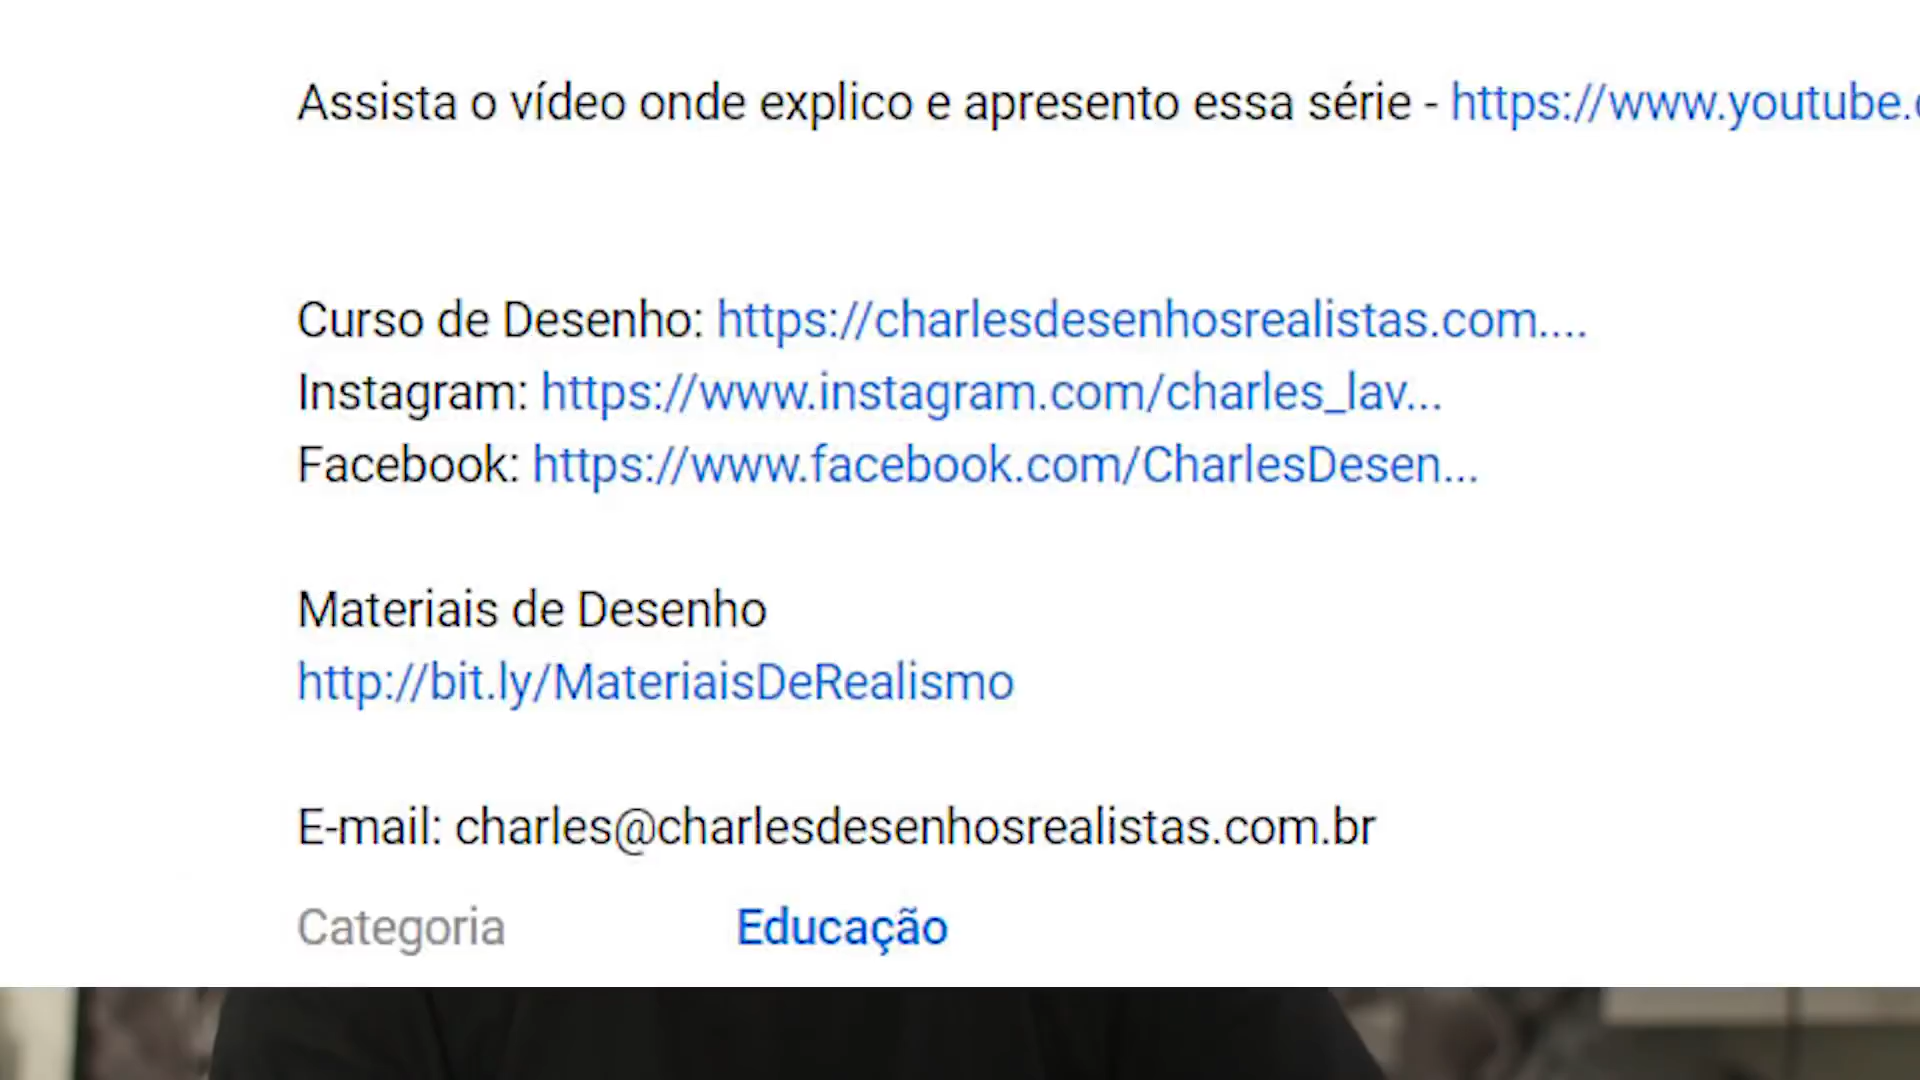 Assista o vídeo onde explico e apresento essa série - https://www.youtube.
Curso de Desenho: https://charlesdesenhosrealistas.com....
Instagram: https://www.instagram.com/charles_lav...
Facebook: https://www.facebook.com/CharlesDesen...
Materiais de Desenho
http://bit.ly/MateriaisDeRealismo
E-mail: charles@charlesdesenhosrealistas.com.br
Categoria Educação